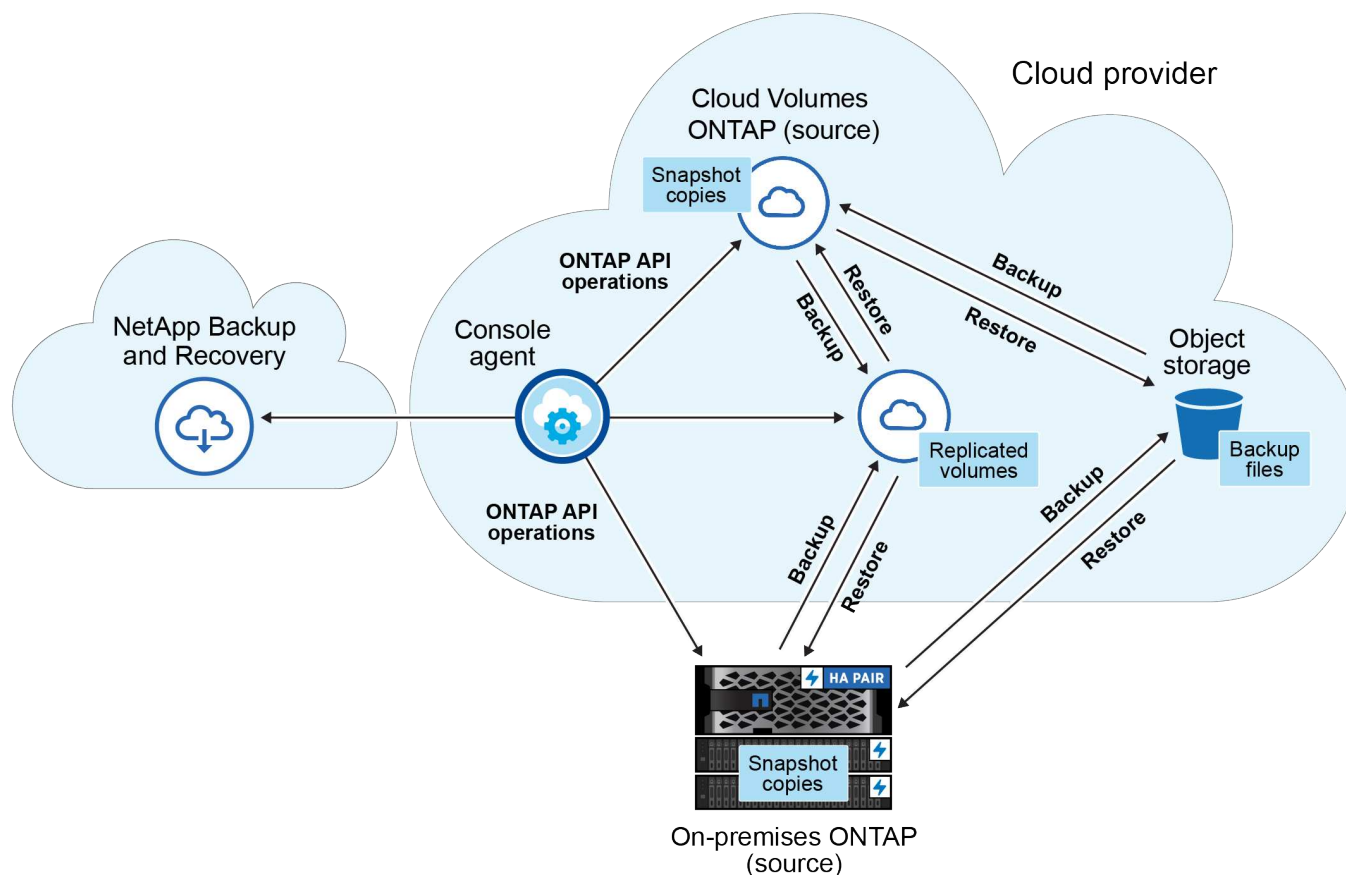 Cloud provider
Cloud Volumes
ONTAP (source)
Snapshot
copies
ONTAP API
operations
Backup
Restore
Backup
Restore
NetApp Backup
and Recovery
Console
agent
Object
storage
Replicated
volumes
Backup
files
ONTAP API
operations
Backup
Restore
Backup
Restore
HA PAIR
Snapshot
copies
On-premises ONTAP
(source)